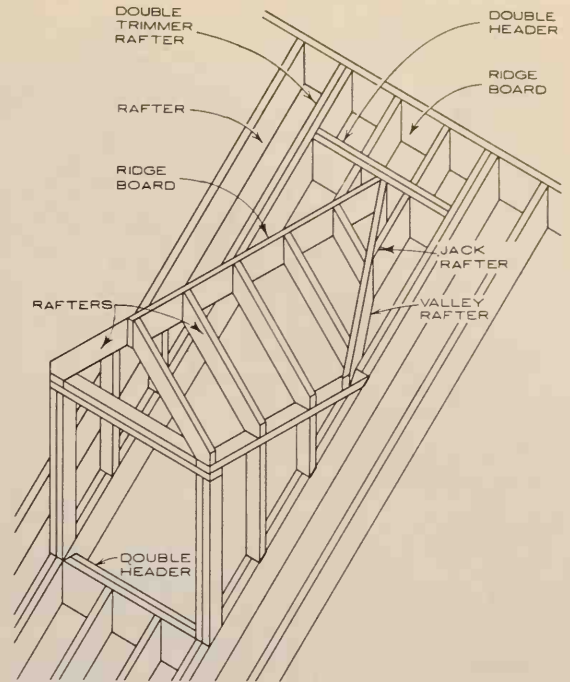 DOUBLE
TRIMMER
RAFTER
DOUBLE
HEADER
RAFTER
RIDGE
BOARD
RIDGE
BOARD
JACK
RAFTER
RAFTERS
VALLEY
RAFTER
DOUBLE
HEADER